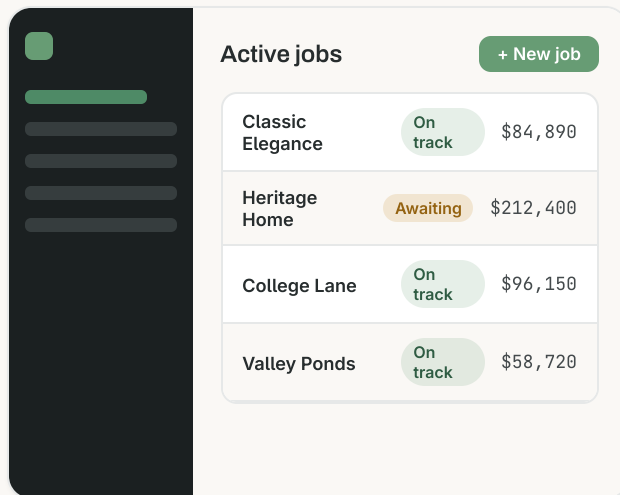 Active jobs
+ New job
Classic
Elegance
On
track
$84,890
Heritage
Home
Awaiting
$212,400
College Lane
On
track
$96,150
Valley Ponds
On
track
$58,720